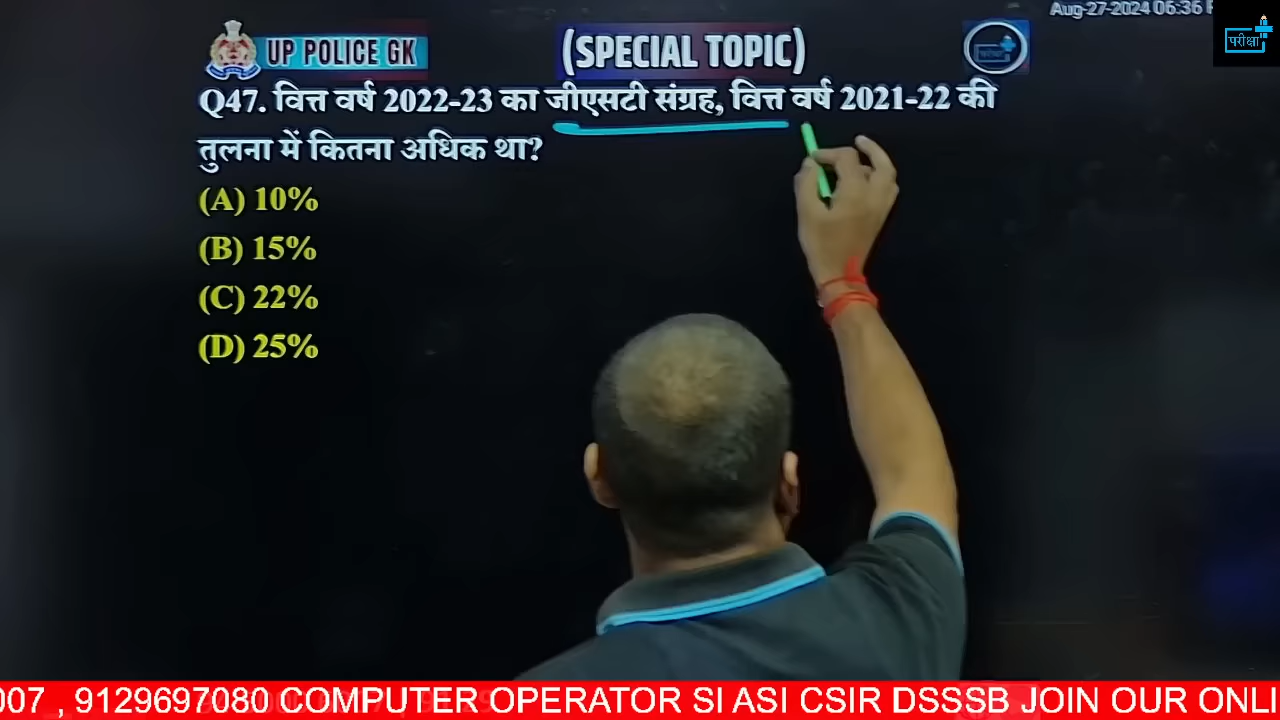 Aug-27-2024 06:36
परीक्षा
UP POLICE GK
(SPECIAL TOPIC)
Q47. वित्त वर्ष 2022-23 का जीएसटी संग्रह, वित्त वर्ष 2021-22 की
तुलना में कितना अधिक था?
(A) 10%
(B) 15%
(C) 22%
(D) 25%
007 , 9129697080 COMPUTER OPERATOR SI ASI CSIR DSSSB JOIN OUR ONLI